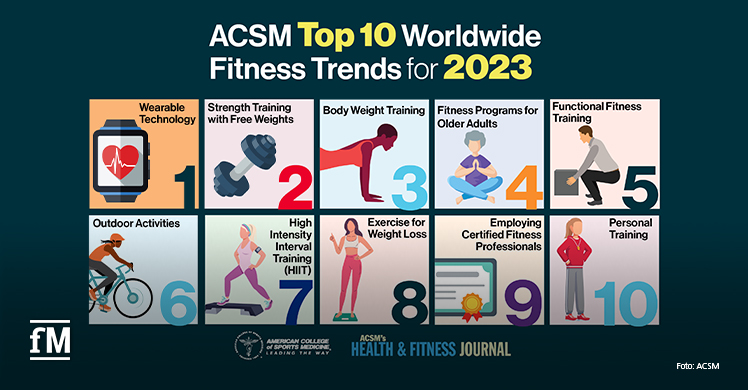 ACSM Top 10 Worldwide
Fitness Trends for 2023
Wearable
Technology
1
Strength Training
with Free Weights
2
Body Weight Training
3
Fitness Programs for
Older Adults
4
Functional Fitness
Training
5
Outdoor Activities
6
High
Intensity
Interval
Training
(HIIT)
7
Exercise for
Weight Loss
8
Employing
Certified Fitness
Professionals
9
Personal
Training
10
fM
AMERICAN COLLEGE
of SPORTS MEDICINE
LEADING THE WAY
ACSM's
HEALTH & FITNESS JOURNAL
Foto: ACSM